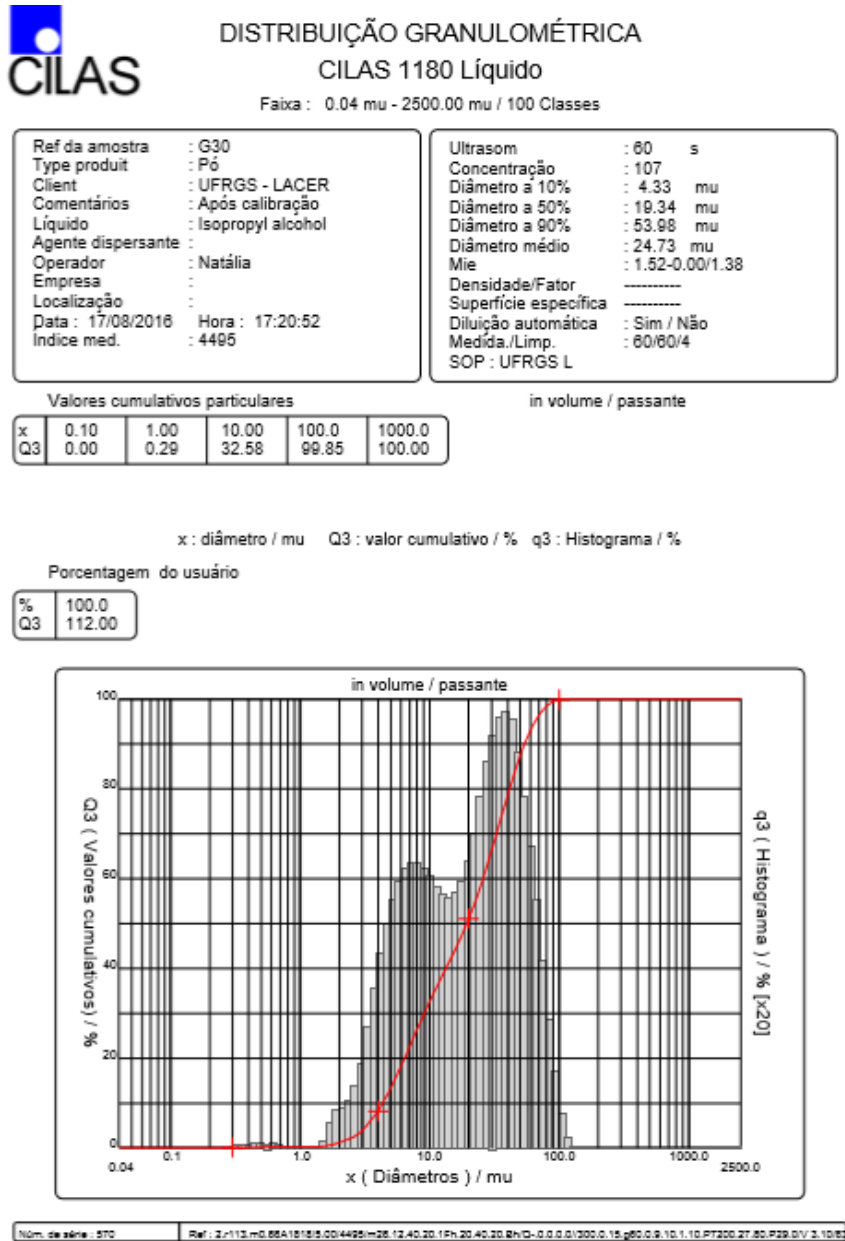 CILAS
DISTRIBUIÇÃO GRANULOMÉTRICA
CILAS 1180 Líquido
Faixa : 0.04 mu - 2500.00 mu / 100 Classes
Ref da amostra : G30
Type produit : Pó
Client : UFRGS - LACER
Comentários : Após calibração
Líquido : Isopropyl alcohol
Agente dispersante :
Operador : Natália
Empresa :
Localização :
Data : 17/08/2016 Hora : 17:20:52
Indice med. : 4495
Ultrasom : 60 s
Concentração : 107
Diâmetro a 10% : 4.33 mu
Diâmetro a 50% : 19.34 mu
Diâmetro a 90% : 53.98 mu
Diâmetro médio : 24.73 mu
Mie : 1.52-0.00/1.38
Densidade/Fator ----------
Superfície específica ----------
Diluição automática : Sim / Não
Medida./Limp. : 60/60/4
SOP : UFRGS L
Valores cumulativos particulares
in volume / passante
x 0.10 1.00 10.00 100.0 1000.0
Q3 0.00 0.29 32.58 99.85 100.00
x : diâmetro / mu Q3 : valor cumulativo / % q3 : Histograma / %
Porcentagem do usuário
% 100.0
Q3 112.00
in volume / passante
100
80
60
40
20
0
Q3 ( Valores cumulativos) / %
q3 ( Histograma ) / % [x20]
0.04 0.1 1.0 10.0 100.0 1000.0 2500.0
x ( Diâmetros ) / mu
Núm. de série : 570